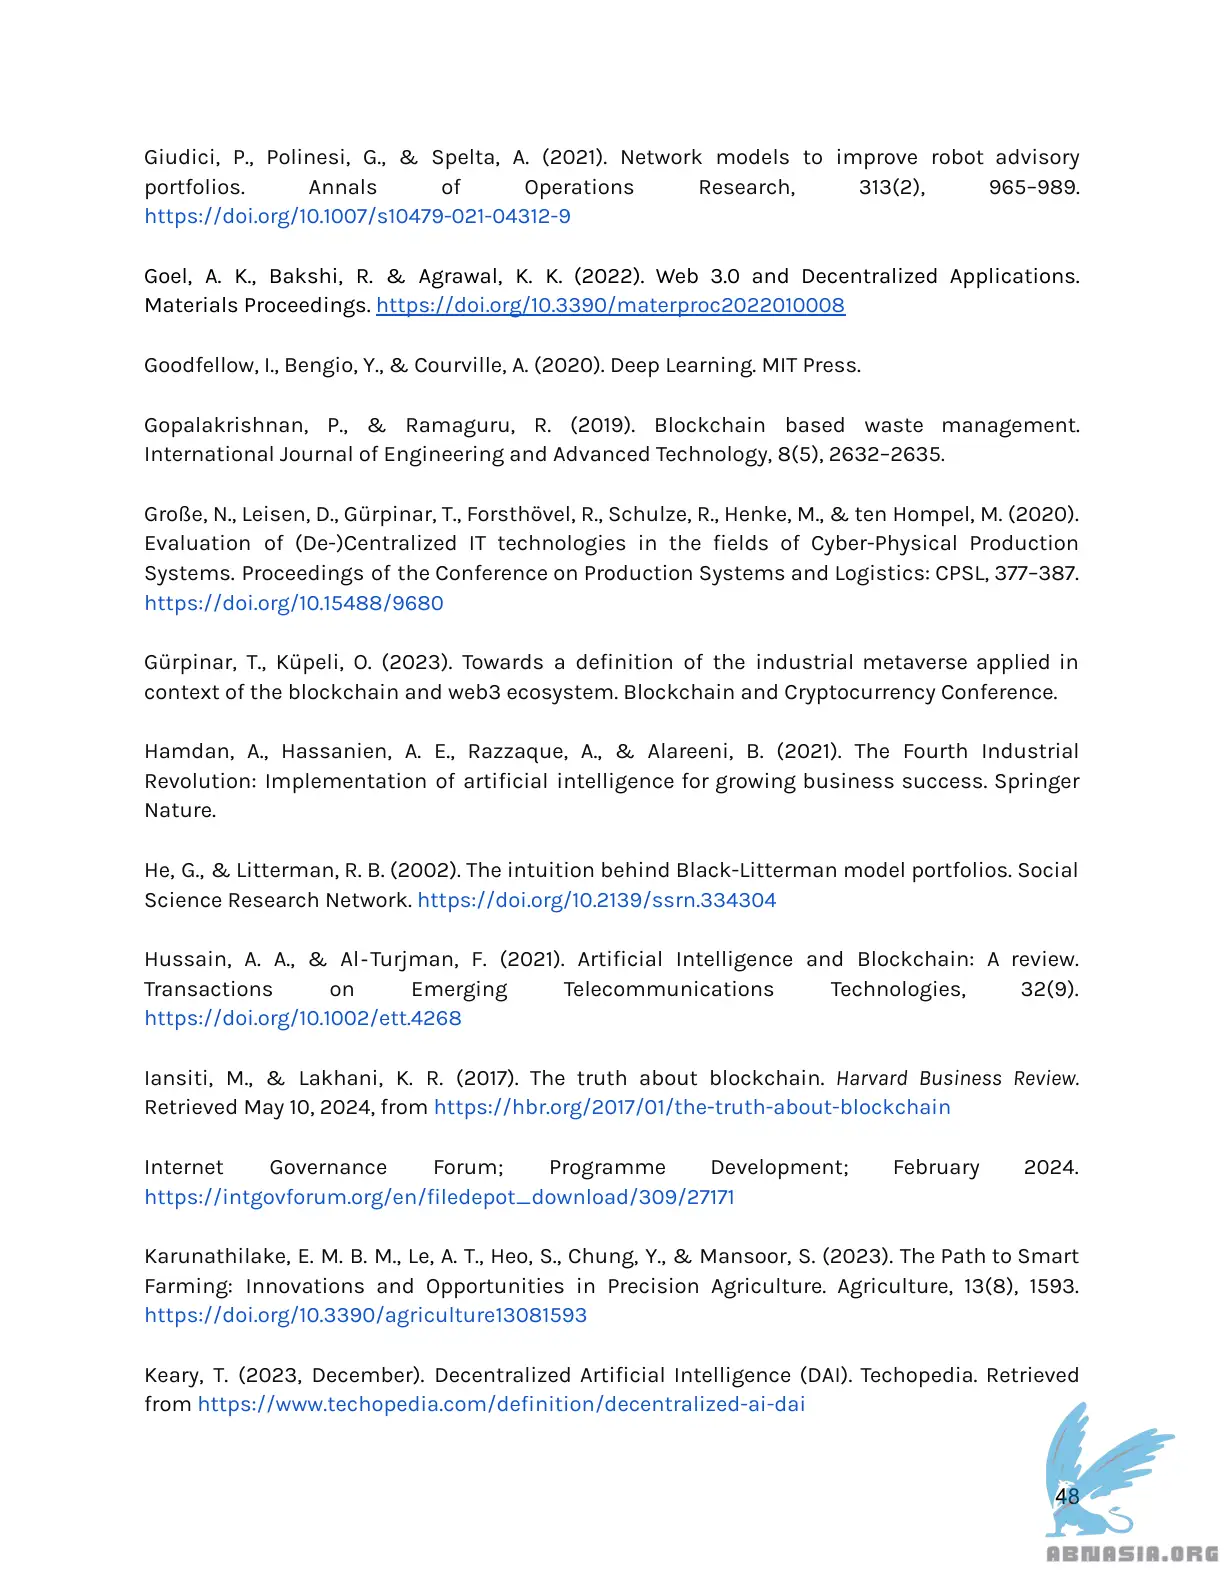 Giudici, P., Polinesi, G., & Spelta, A. (2021). Network models to improve robot advisory
portfolios. Annals of Operations Research, 313(2), 965–989.
https://doi.org/10.1007/s10479-021-04312-9
Goel, A. K., Bakshi, R. & Agrawal, K. K. (2022). Web 3.0 and Decentralized Applications.
Materials Proceedings. https://doi.org/10.3390/materproc2022010008
Goodfellow, I., Bengio, Y., & Courville, A. (2020). Deep Learning. MIT Press.
Gopalakrishnan, P., & Ramaguru, R. (2019). Blockchain based waste management.
International Journal of Engineering and Advanced Technology, 8(5), 2632–2635.
Große, N., Leisen, D., Gürpinar, T., Forsthövel, R., Schulze, R., Henke, M., & ten Hompel, M. (2020).
Evaluation of (De-)Centralized IT technologies in the fields of Cyber-Physical Production
Systems. Proceedings of the Conference on Production Systems and Logistics: CPSL, 377–387.
https://doi.org/10.15488/9680
Gürpinar, T., Küpeli, O. (2023). Towards a definition of the industrial metaverse applied in
context of the blockchain and web3 ecosystem. Blockchain and Cryptocurrency Conference.
Hamdan, A., Hassanien, A. E., Razzaque, A., & Alareeni, B. (2021). The Fourth Industrial
Revolution: Implementation of artificial intelligence for growing business success. Springer
Nature.
He, G., & Litterman, R. B. (2002). The intuition behind Black-Litterman model portfolios. Social
Science Research Network. https://doi.org/10.2139/ssrn.334304
Hussain, A. A., & Al-Turjman, F. (2021). Artificial Intelligence and Blockchain: A review.
Transactions on Emerging Telecommunications Technologies, 32(9).
https://doi.org/10.1002/ett.4268
Iansiti, M., & Lakhani, K. R. (2017). The truth about blockchain. Harvard Business Review.
Retrieved May 10, 2024, from https://hbr.org/2017/01/the-truth-about-blockchain
Internet Governance Forum; Programme Development; February 2024.
https://intgovforum.org/en/filedepot_download/309/27171
Karunathilake, E. M. B. M., Le, A. T., Heo, S., Chung, Y., & Mansoor, S. (2023). The Path to Smart
Farming: Innovations and Opportunities in Precision Agriculture. Agriculture, 13(8), 1593.
https://doi.org/10.3390/agriculture13081593
Keary, T. (2023, December). Decentralized Artificial Intelligence (DAI). Techopedia. Retrieved
from https://www.techopedia.com/definition/decentralized-ai-dai
48
ABNASIA.ORG